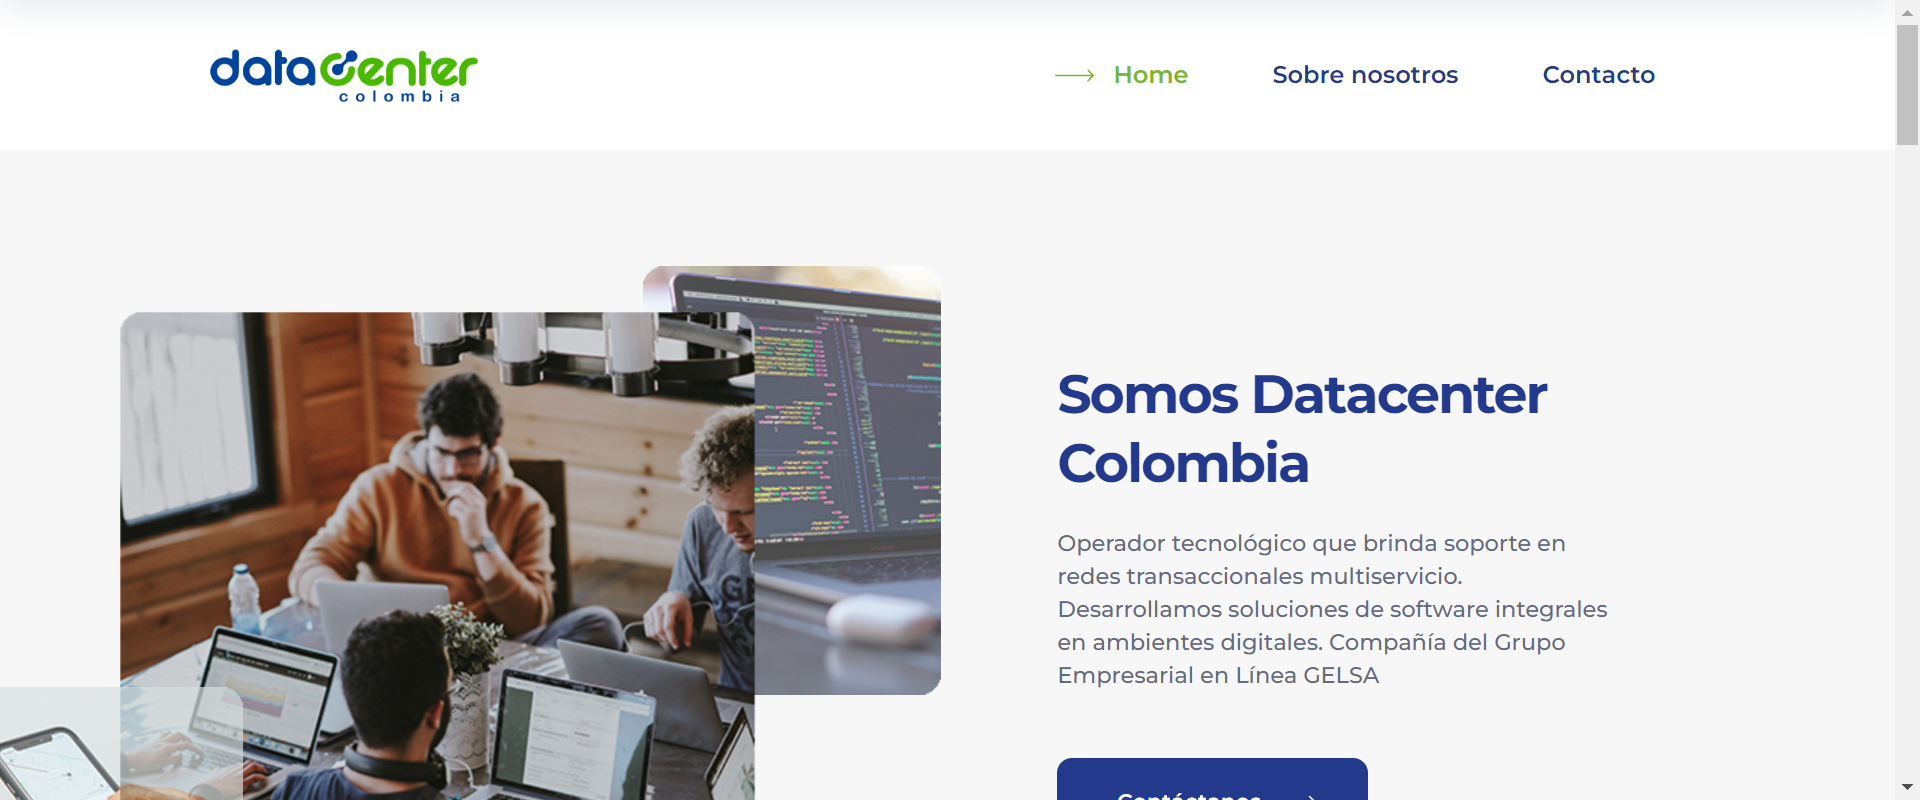 datacenter
colombia
Home
Sobre nosotros
Contacto
Somos Datacenter
Colombia
Operador tecnológico que brinda soporte en
redes transaccionales multiservicio.
Desarrollamos soluciones de software integrales
en ambientes digitales. Compañía del Grupo
Empresarial en Línea GELSA